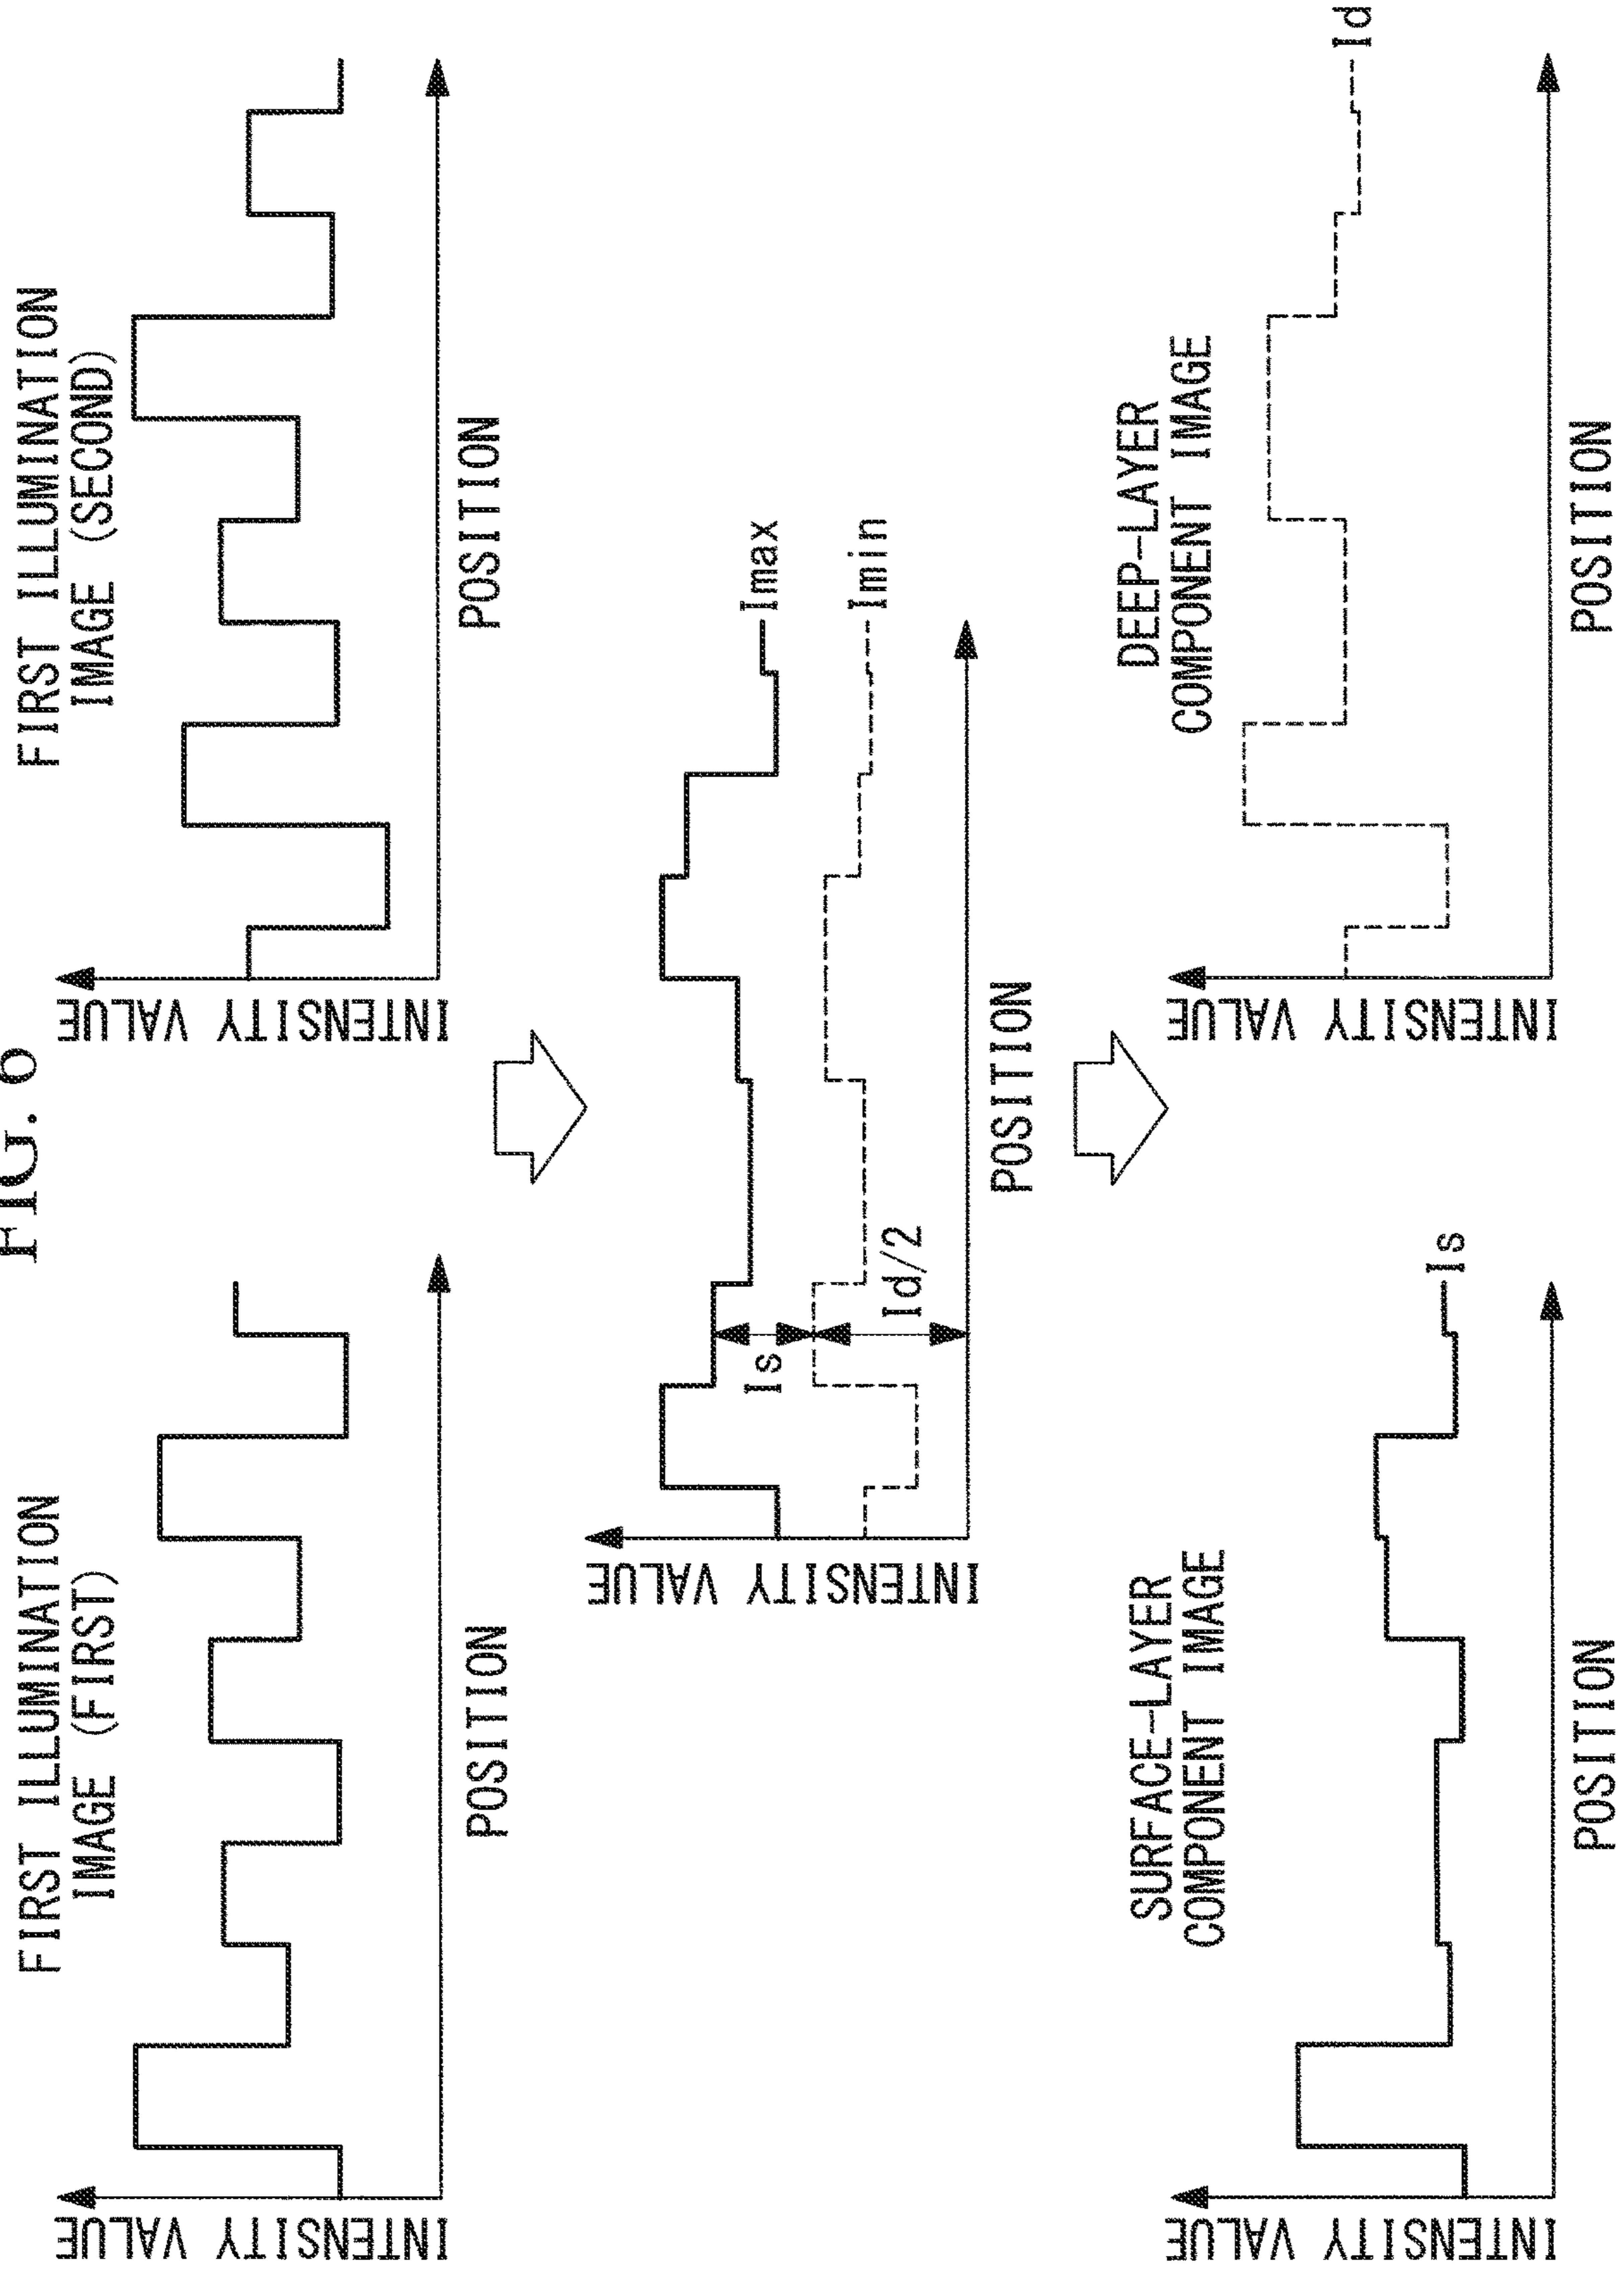 FIG. 6
FIRST ILLUMINATION
IMAGE (FIRST)
INTENSITY VALUE
POSITION
FIRST ILLUMINATION
IMAGE (SECOND)
INTENSITY VALUE
POSITION
INTENSITY VALUE
Is
Id/2
Imax
Imin
POSITION
SURFACE-LAYER
COMPONENT IMAGE
INTENSITY VALUE
Is
POSITION
DEEP-LAYER
COMPONENT IMAGE
INTENSITY VALUE
Id
POSITION